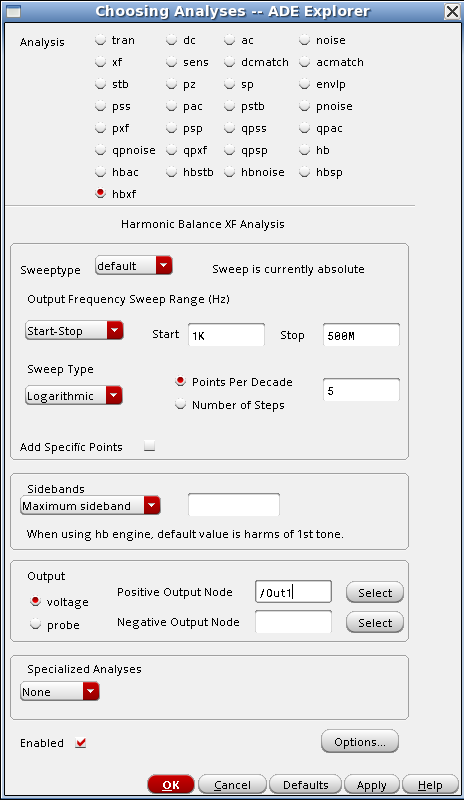 Choosing Analyses -- ADE Explorer
Analysis tran dc ac noise
xf sens dcmatch acmatch
stb pz sp envlp
pss pac pstb pnoise
pxf psp qpss qpac
qpnoise qpxf qpsp hb
hbac hbstb hbnoise hbsp
hbxf
Harmonic Balance XF Analysis
Sweeptype default Sweep is currently absolute
Output Frequency Sweep Range (Hz)
Start-Stop Start 1K Stop 500M
Sweep Type
Logarithmic Points Per Decade 5
Number of Steps
Add Specific Points
Sidebands
Maximum sideband
When using hb engine, default value is harms of 1st tone.
Output
voltage Positive Output Node /Out1 Select
probe Negative Output Node Select
Specialized Analyses
None
Enabled Options...
OK Cancel Defaults Apply Help